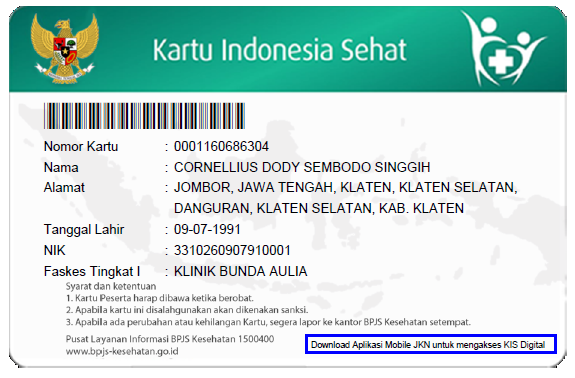 Kartu Indonesia Sehat
Nomor Kartu : 0001160686304
Nama : CORNELLIUS DODY SEMBODO SINGGIH
Alamat : JOMBOR, JAWA TENGAH, KLATEN, KLATEN SELATAN,
DANGURAN, KLATEN SELATAN, KAB. KLATEN
Tanggal Lahir : 09-07-1991
NIK : 3310260907910001
Faskes Tingkat I : KLINIK BUNDA AULIA
Syarat dan ketentuan
1. Kartu Peserta harap dibawa ketika berobat.
2. Apabila kartu ini disalahgunakan akan dikenakan sanksi.
3. Apabila ada perubahan atau kehilangan Kartu, segera lapor ke kantor BPJS Kesehatan setempat.
Pusat Layanan Informasi BPJS Kesehatan 1500400
www.bpjs-kesehatan.go.id
Download Aplikasi Mobile JKN untuk mengakses KIS Digital